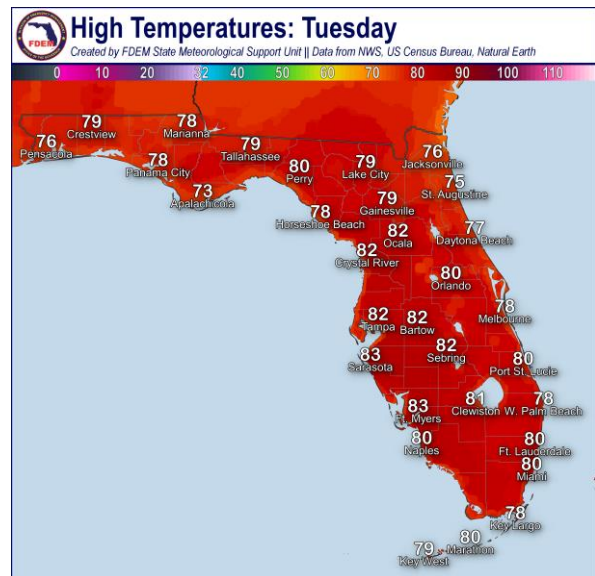 FDEM
High Temperatures: Tuesday
Created by FDEM State Meteorological Support Unit || Data from NWS, US Census Bureau, Natural Earth
0 10 20 32 40 50 60 70 80 90 100 110
79
Crestview
78
Marianna
76
Pensacola
79
Tallahassee
78
Panama City
73
Apalachicola
80
Perry
79
Lake City
76
Jacksonville
75
St. Augustine
79
Gainesville
78
Horseshoe Beach
82
Ocala
77
Daytona Beach
82
Crystal River
80
Orlando
78
Melbourne
82
Tampa
82
Bartow
83
Sarasota
82
Sebring
80
Port St. Lucie
83
Ft. Myers
81
Clewiston
78
W. Palm Beach
80
Naples
80
Ft. Lauderdale
80
Miami
78
Key Largo
80
Marathon
79
Key West